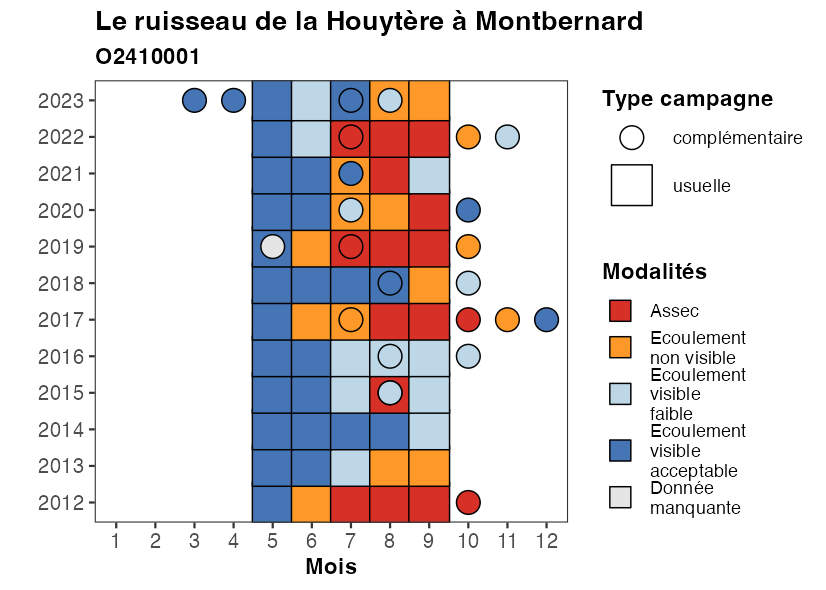 Le ruisseau de la Houytère à Montbernard
O2410001
2023
2022
2021
2020
2019
2018
2017
2016
2015
2014
2013
2012
1 2 3 4 5 6 7 8 9 10 11 12
Mois
Type campagne
complémentaire
usuelle
Modalités
Assec
Ecoulement
non visible
Ecoulement
visible
faible
Ecoulement
visible
acceptable
Donnée
manquante